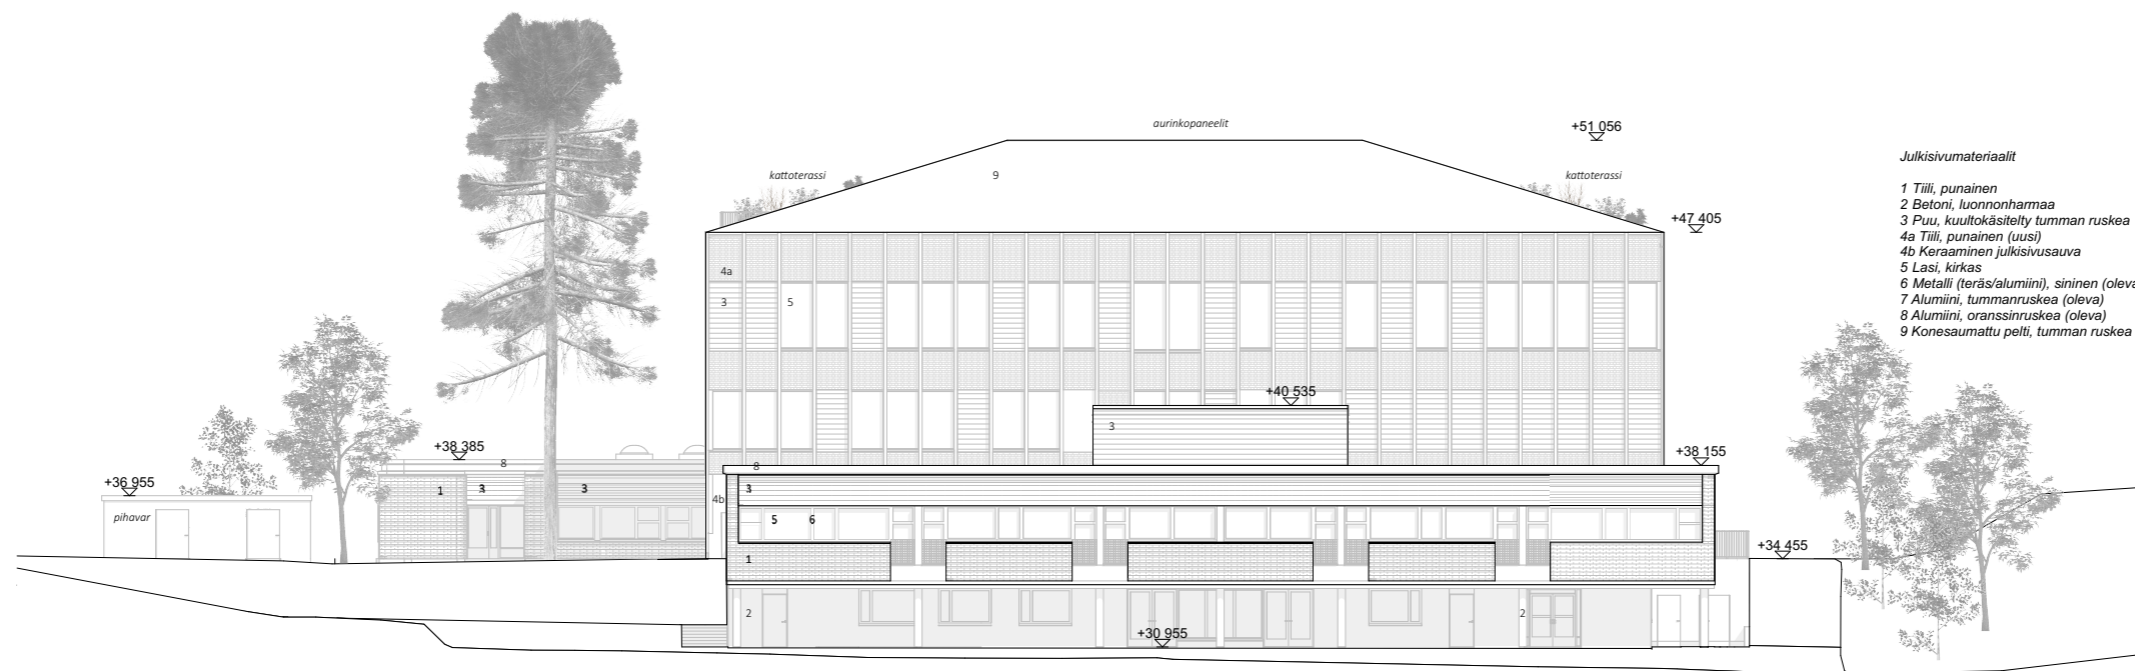 aurinkopaneelit
+51 056
Julkisivumateriaalit
kattoterassi
9
kattoterassi
1 Tiili, punainen
2 Betoni, luonnonharmaa
3 Puu, kuultokäsitelty tumman ruskea
4a Tiili, punainen (uusi)
4b Keraaminen julkisivusauva
5 Lasi, kirkas
6 Metalli (teräs/alumiini), sininen (oleva
7 Alumiini, tummanruskea (oleva)
8 Alumiini, oranssinruskea (oleva)
9 Konesaumattu pelti, tumman ruskea
+47 405
4a
3
5
+40 535
3
+38 385
8
8
+38 155
+36 955
pihavar
1
3
3
4b
3
5
6
1
+34 455
2
2
+30 955